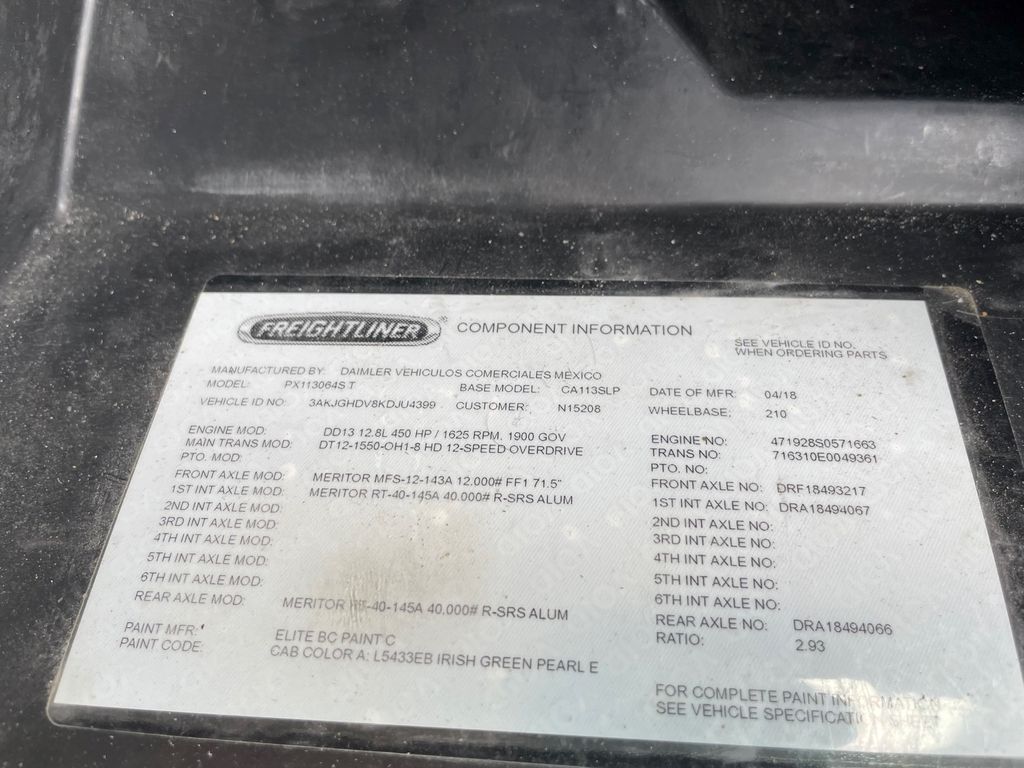 FREIGHTLINER® COMPONENT INFORMATION
SEE VEHICLE ID NO.
WHEN ORDERING PARTS
MANUFACTURED BY: DAIMLER VEHICULOS COMERCIALES MEXICO
MODEL: PX113064S T BASE MODEL: CA113SLP DATE OF MFR: 04/18
VEHICLE ID NO: 3AKJGHDV8KDJU4399 CUSTOMER: N15208 WHEELBASE: 210
ENGINE MOD: DD13 12.8L 450 HP / 1625 RPM. 1900 GOV ENGINE NO: 471928S0571663
MAIN TRANS MOD: DT12-1550-OH1-8 HD 12-SPEED OVERDRIVE TRANS NO: 716310E0049361
PTO. MOD: PTO. NO:
FRONT AXLE MOD: MERITOR MFS-12-143A 12.000# FF1 71.5" FRONT AXLE NO: DRF18493217
1ST INT AXLE MOD: MERITOR RT-40-145A 40.000# R-SRS ALUM 1ST INT AXLE NO: DRA18494067
2ND INT AXLE MOD: 2ND INT AXLE NO:
3RD INT AXLE MOD: 3RD INT AXLE NO:
4TH INT AXLE MOD: 4TH INT AXLE NO:
5TH INT AXLE MOD: 5TH INT AXLE NO:
6TH INT AXLE MOD: 6TH INT AXLE NO:
REAR AXLE MOD: MERITOR RT-40-145A 40.000# R-SRS ALUM REAR AXLE NO: DRA18494066
RATIO: 2.93
PAINT MFR: ELITE BC PAINT C
PAINT CODE: CAB COLOR A: L5433EB IRISH GREEN PEARL E
FOR COMPLETE PAINT INFORMATION
SEE VEHICLE SPECIFICATION SHEET